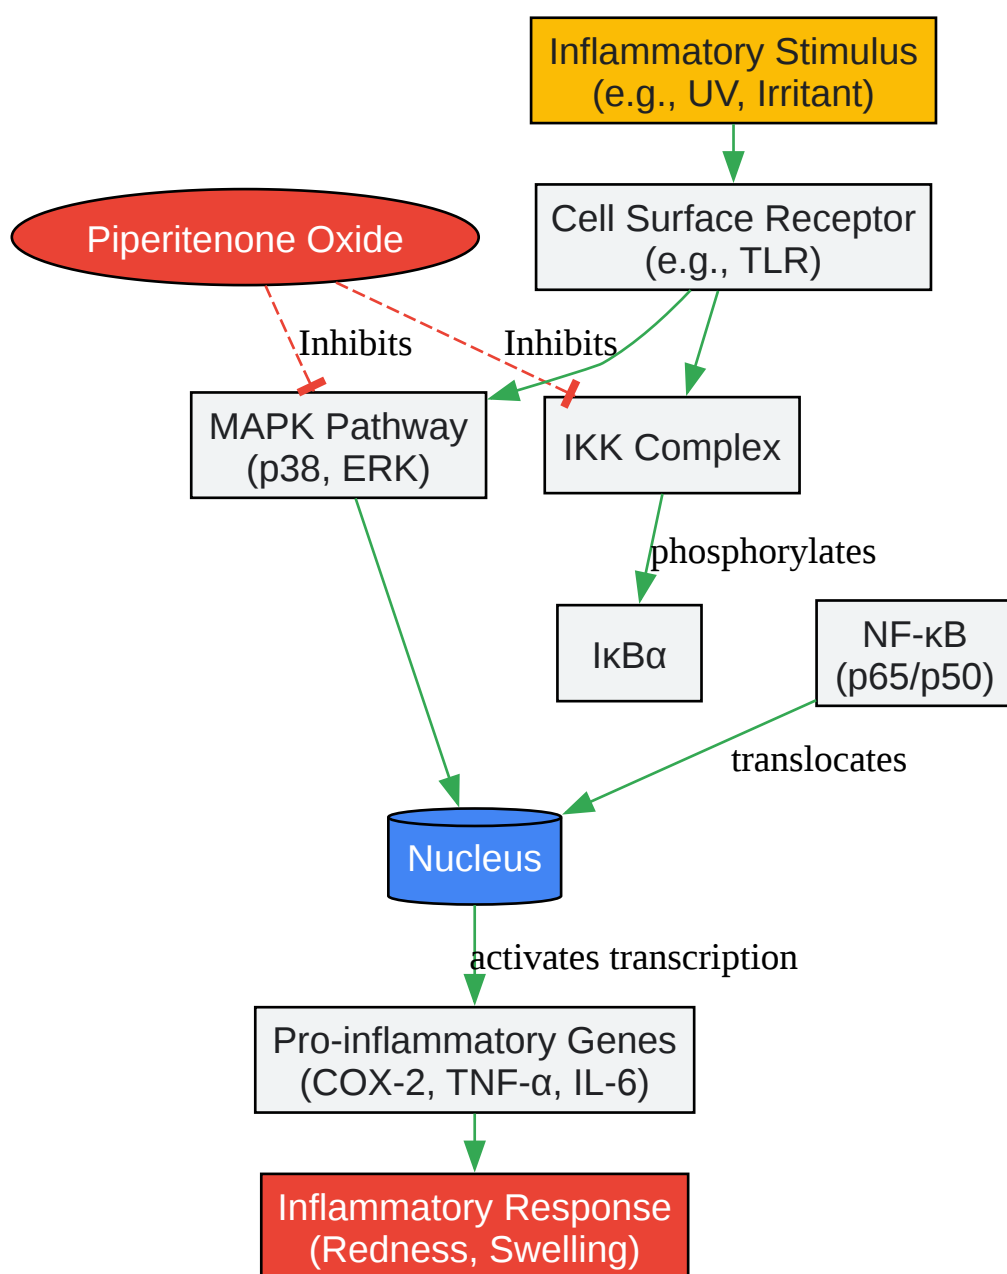 Inflammatory Stimulus
(e.g., UV, Irritant)
Piperitenone Oxide
Cell Surface Receptor
(e.g., TLR)
Inhibits
Inhibits
MAPK Pathway
(p38, ERK)
IKK Complex
phosphorylates
IκBα
NF-κB
(p65/p50)
translocates
Nucleus
activates transcription
Pro-inflammatory Genes
(COX-2, TNF-α, IL-6)
Inflammatory Response
(Redness, Swelling)